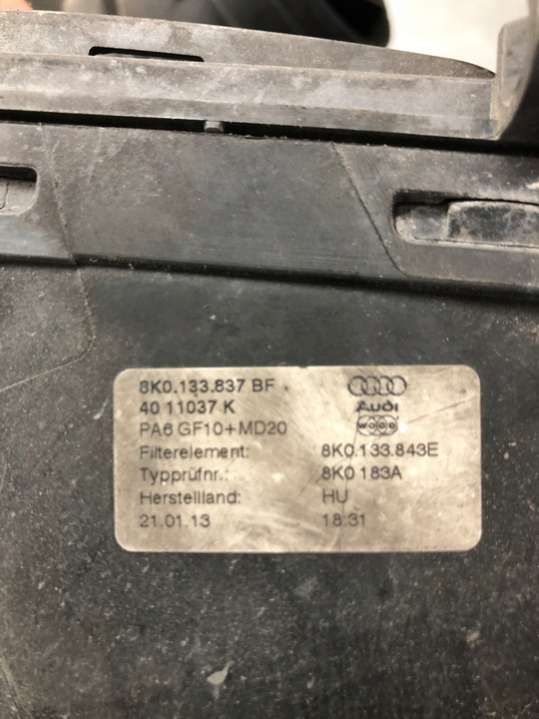 8K0.133.837 BF
40 11037 K
Audi
PA6 GF10+MD20
WOCO
Filterelement: 8K0.133.843E
Typprüfnr.: 8K0 183A
Herstellland: HU
21.01.13 18:31